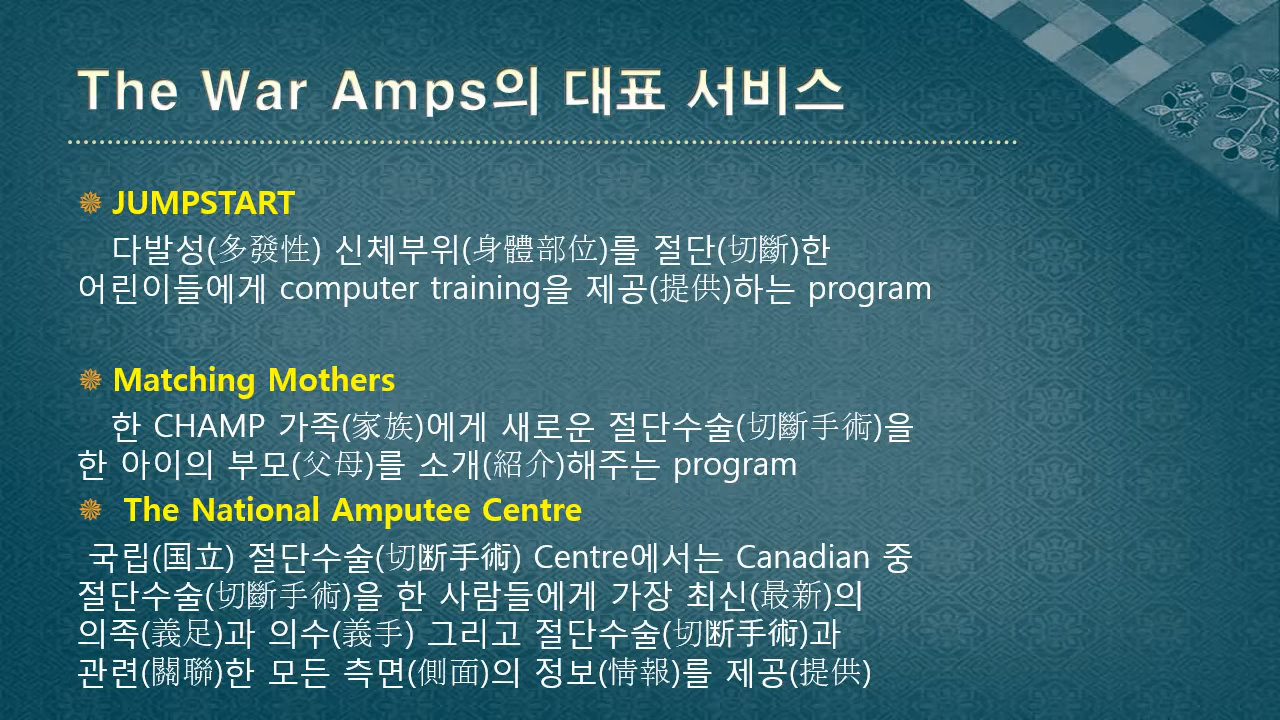 The War Amps의 대표 서비스
JUMPSTART
다발성(多發性) 신체부위(身體部位)를 절단(切斷)한
어린이들에게 computer training을 제공(提供)하는 program
Matching Mothers
한 CHAMP 가족(家族)에게 새로운 절단수술(切斷手術)을
한 아이의 부모(父母)를 소개(紹介)해주는 program
The National Amputee Centre
국립(国立) 절단수술(切断手術) Centre에서는 Canadian 중
절단수술(切斷手術)을 한 사람들에게 가장 최신(最新)의
의족(義足)과 의수(義手) 그리고 절단수술(切断手術)과
관련(關聯)한 모든 측면(側面)의 정보(情報)를 제공(提供)